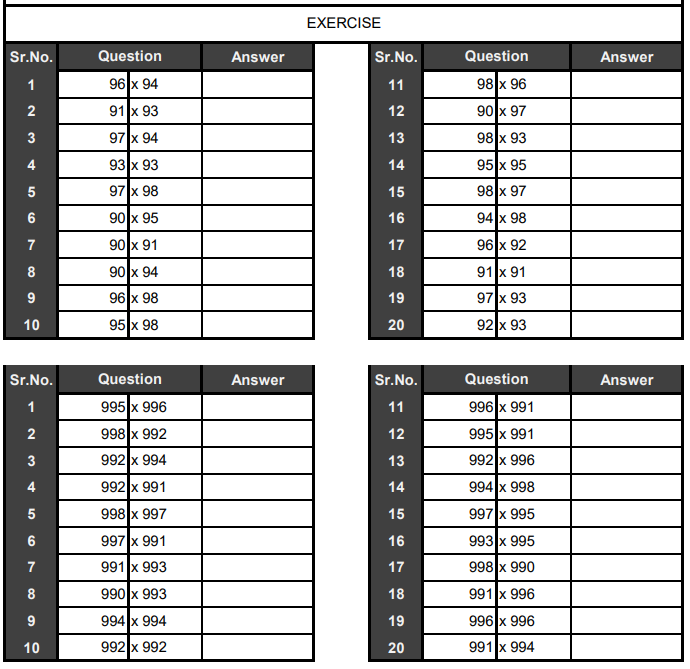 EXERCISE
Sr.No. Question Answer Sr.No. Question Answer
1 96 x 94 11 98 x 96
2 91 x 93 12 90 x 97
3 97 x 94 13 98 x 93
4 93 x 93 14 95 x 95
5 97 x 98 15 98 x 97
6 90 x 95 16 94 x 98
7 90 x 91 17 96 x 92
8 90 x 94 18 91 x 91
9 96 x 98 19 97 x 93
10 95 x 98 20 92 x 93
Sr.No. Question Answer Sr.No. Question Answer
1 995 x 996 11 996 x 991
2 998 x 992 12 995 x 991
3 992 x 994 13 992 x 996
4 992 x 991 14 994 x 998
5 998 x 997 15 997 x 995
6 997 x 991 16 993 x 995
7 991 x 993 17 998 x 990
8 990 x 993 18 991 x 996
9 994 x 994 19 996 x 996
10 992 x 992 20 991 x 994